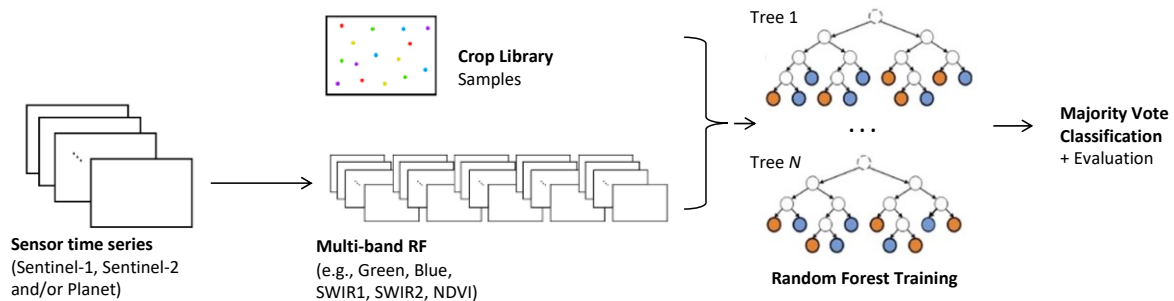 Tree 1
Crop Library
Samples
Majority Vote
Classification
+ Evaluation
Tree N
Sensor time series
(Sentinel-1, Sentinel-2
and/or Planet)
Multi-band RF
(e.g., Green, Blue,
SWIR1, SWIR2, NDVI)
Random Forest Training